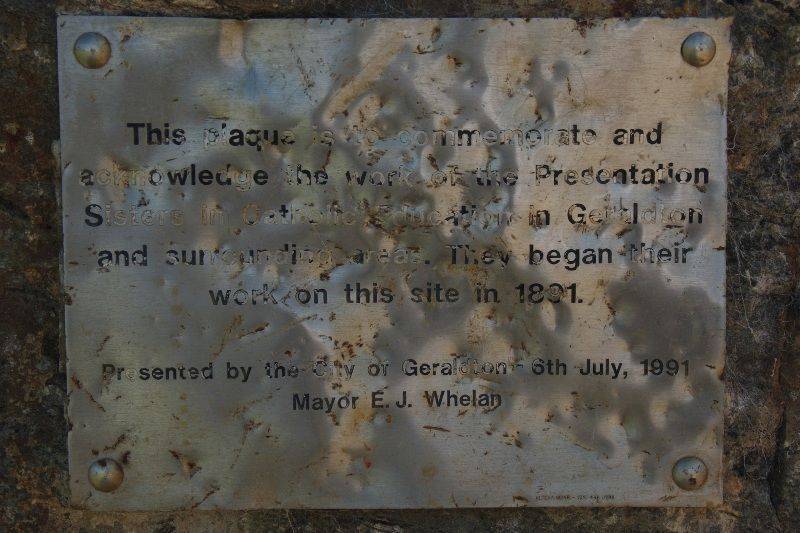 This plaque is to commemorate and
acknowledge the work of the Presentation
Sisters in Catholic Education in Geraldton
and surrounding areas. They began their
work on this site in 1891.
Presented by the City of Geraldton - 6th July, 1991
Mayor E. J. Whelan